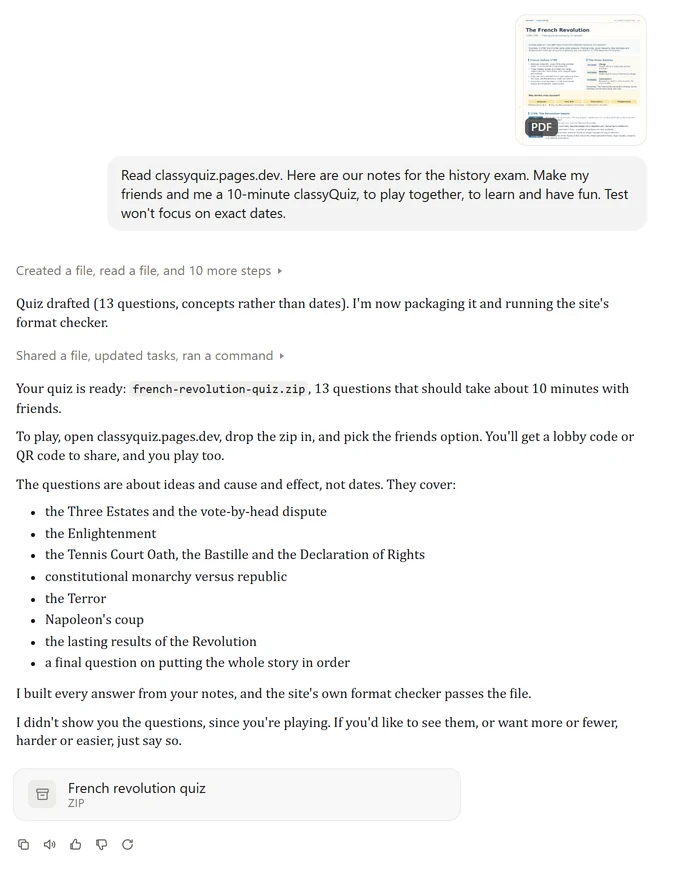 The French Revolution
PDF
Read classyquiz.pages.dev. Here are our notes for the history exam. Make my
friends and me a 10-minute classyQuiz, to play together, to learn and have fun. Test
won't focus on exact dates.
Created a file, read a file, and 10 more steps
Quiz drafted (13 questions, concepts rather than dates). I'm now packaging it and running the site's
format checker.
Shared a file, updated tasks, ran a command
Your quiz is ready: french-revolution-quiz.zip, 13 questions that should take about 10 minutes with
friends.
To play, open classyquiz.pages.dev, drop the zip in, and pick the friends option. You'll get a lobby code or
QR code to share, and you play too.
The questions are about ideas and cause and effect, not dates. They cover:
• the Three Estates and the vote-by-head dispute
• the Enlightenment
• the Tennis Court Oath, the Bastille and the Declaration of Rights
• constitutional monarchy versus republic
• the Terror
• Napoleon's coup
• the lasting results of the Revolution
• a final question on putting the whole story in order
I built every answer from your notes, and the site's own format checker passes the file.
I didn't show you the questions, since you're playing. If you'd like to see them, or want more or fewer,
harder or easier, just say so.
French revolution quiz
ZIP